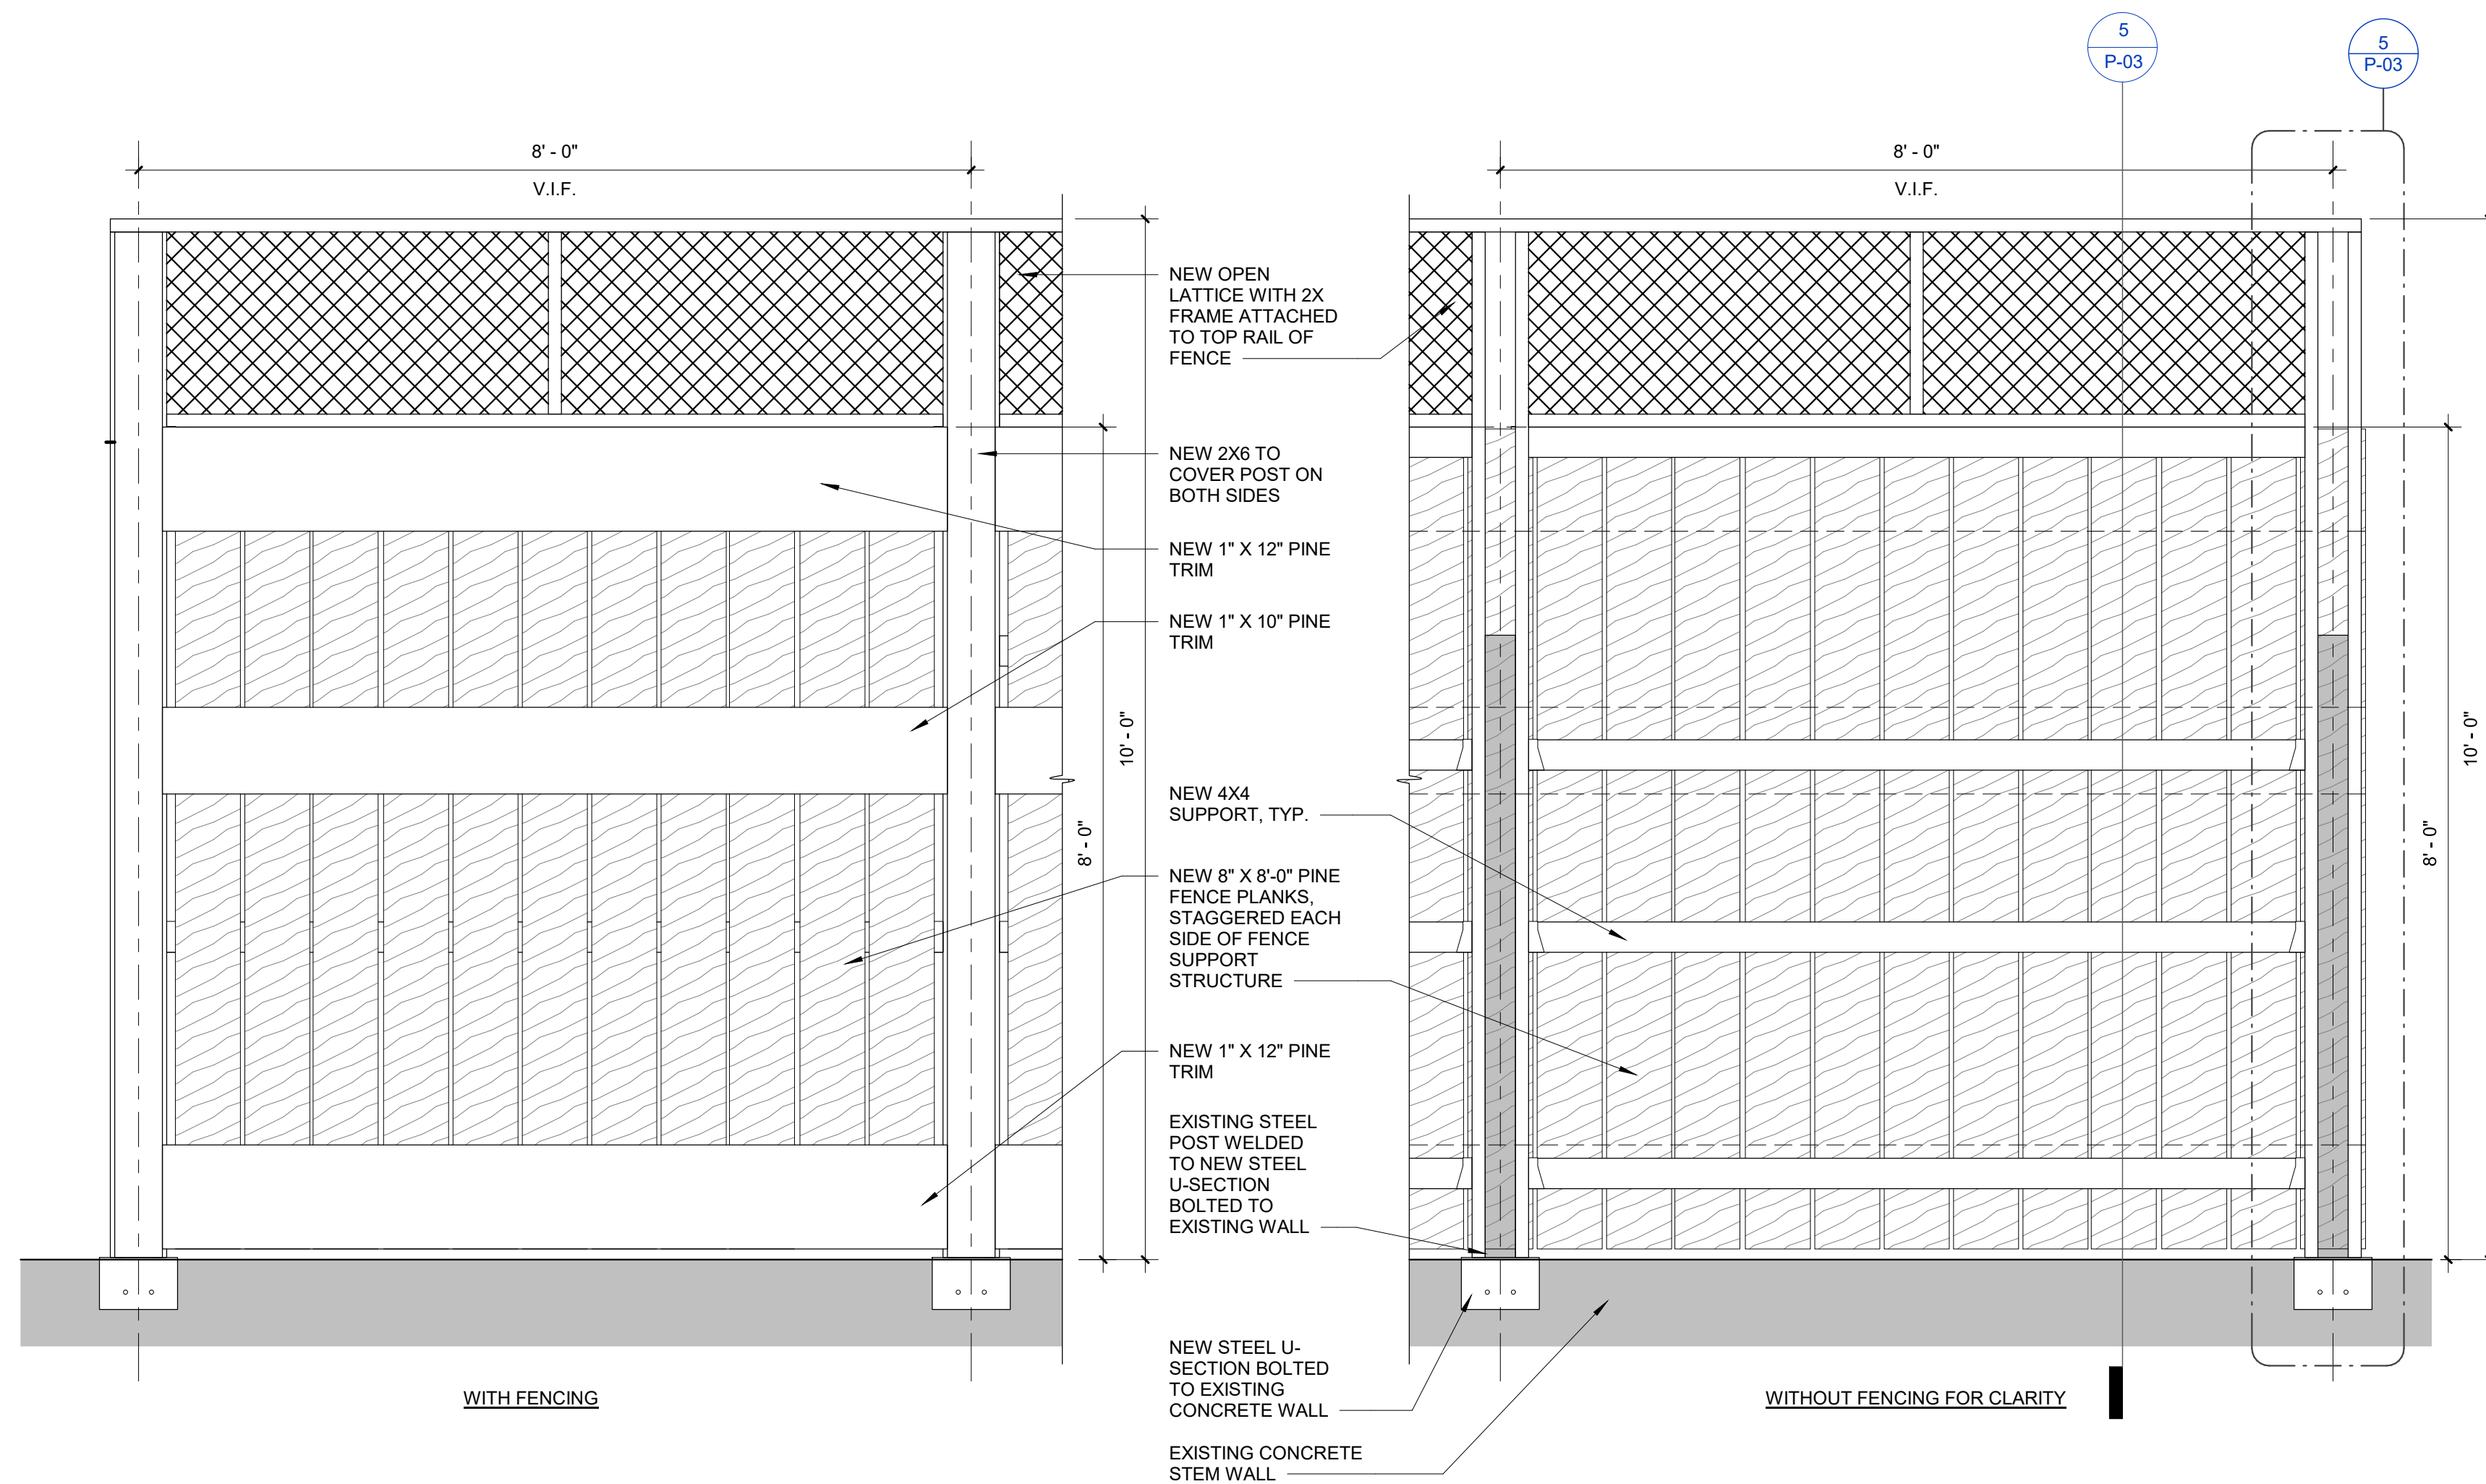 5
P-03
5
P-03
8' - 0"
V.I.F.
8' - 0"
V.I.F.
NEW OPEN
LATTICE WITH 2X
FRAME ATTACHED
TO TOP RAIL OF
FENCE
NEW 2X6 TO
COVER POST ON
BOTH SIDES
NEW 1" X 12" PINE
TRIM
NEW 1" X 10" PINE
TRIM
10' - 0"
8' - 0"
NEW 4X4
SUPPORT, TYP.
NEW 8" X 8'-0" PINE
FENCE PLANKS,
STAGGERED EACH
SIDE OF FENCE
SUPPORT
STRUCTURE
NEW 1" X 12" PINE
TRIM
EXISTING STEEL
POST WELDED
TO NEW STEEL
U-SECTION
BOLTED TO
EXISTING WALL
NEW STEEL U-
SECTION BOLTED
TO EXISTING
CONCRETE WALL
EXISTING CONCRETE
STEM WALL
10' - 0"
8' - 0"
WITH FENCING
WITHOUT FENCING FOR CLARITY